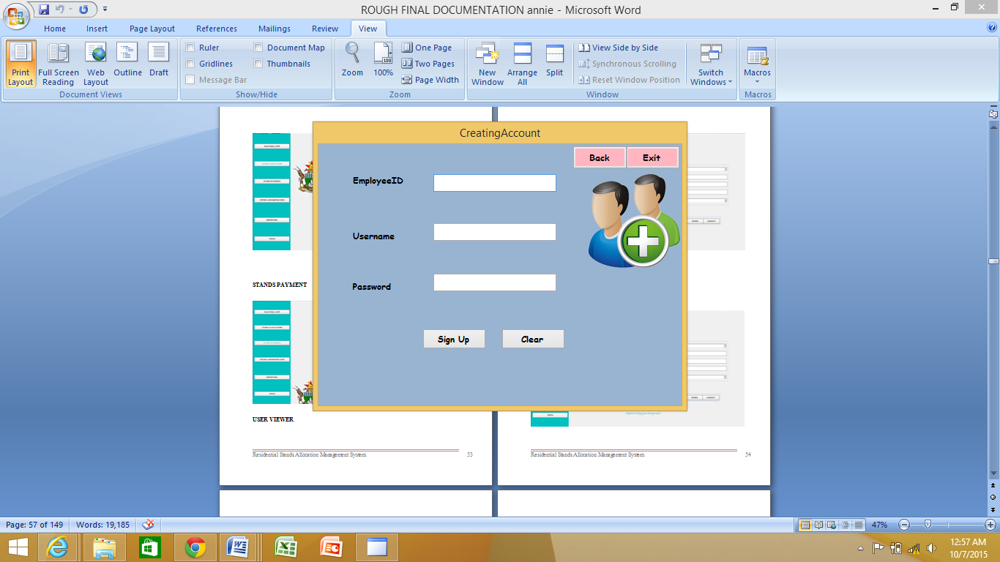 ROUGH FINAL DOCUMENTATION annie - Microsoft Word
Home Insert Page Layout References Mailings Review View
Ruler Document Map One Page View Side by Side
Gridlines Thumbnails Two Pages Synchronous Scrolling
Message Bar Page Width Reset Window Position
Print Layout Full Screen Reading Web Layout Outline Draft Zoom 100% New Window Arrange All Split Switch Windows Macros
Document Views Show/Hide Zoom Window Macros
CreatingAccount
Back Exit
EmployeeID
Username
Password
Sign Up Clear
STANDS PAYMENT
USER VIEWER
Residential Stands Allocation Management System 53
Residential Stands Allocation Management System 54
Page: 57 of 149 Words: 19,185 47%
12:57 AM
10/7/2015